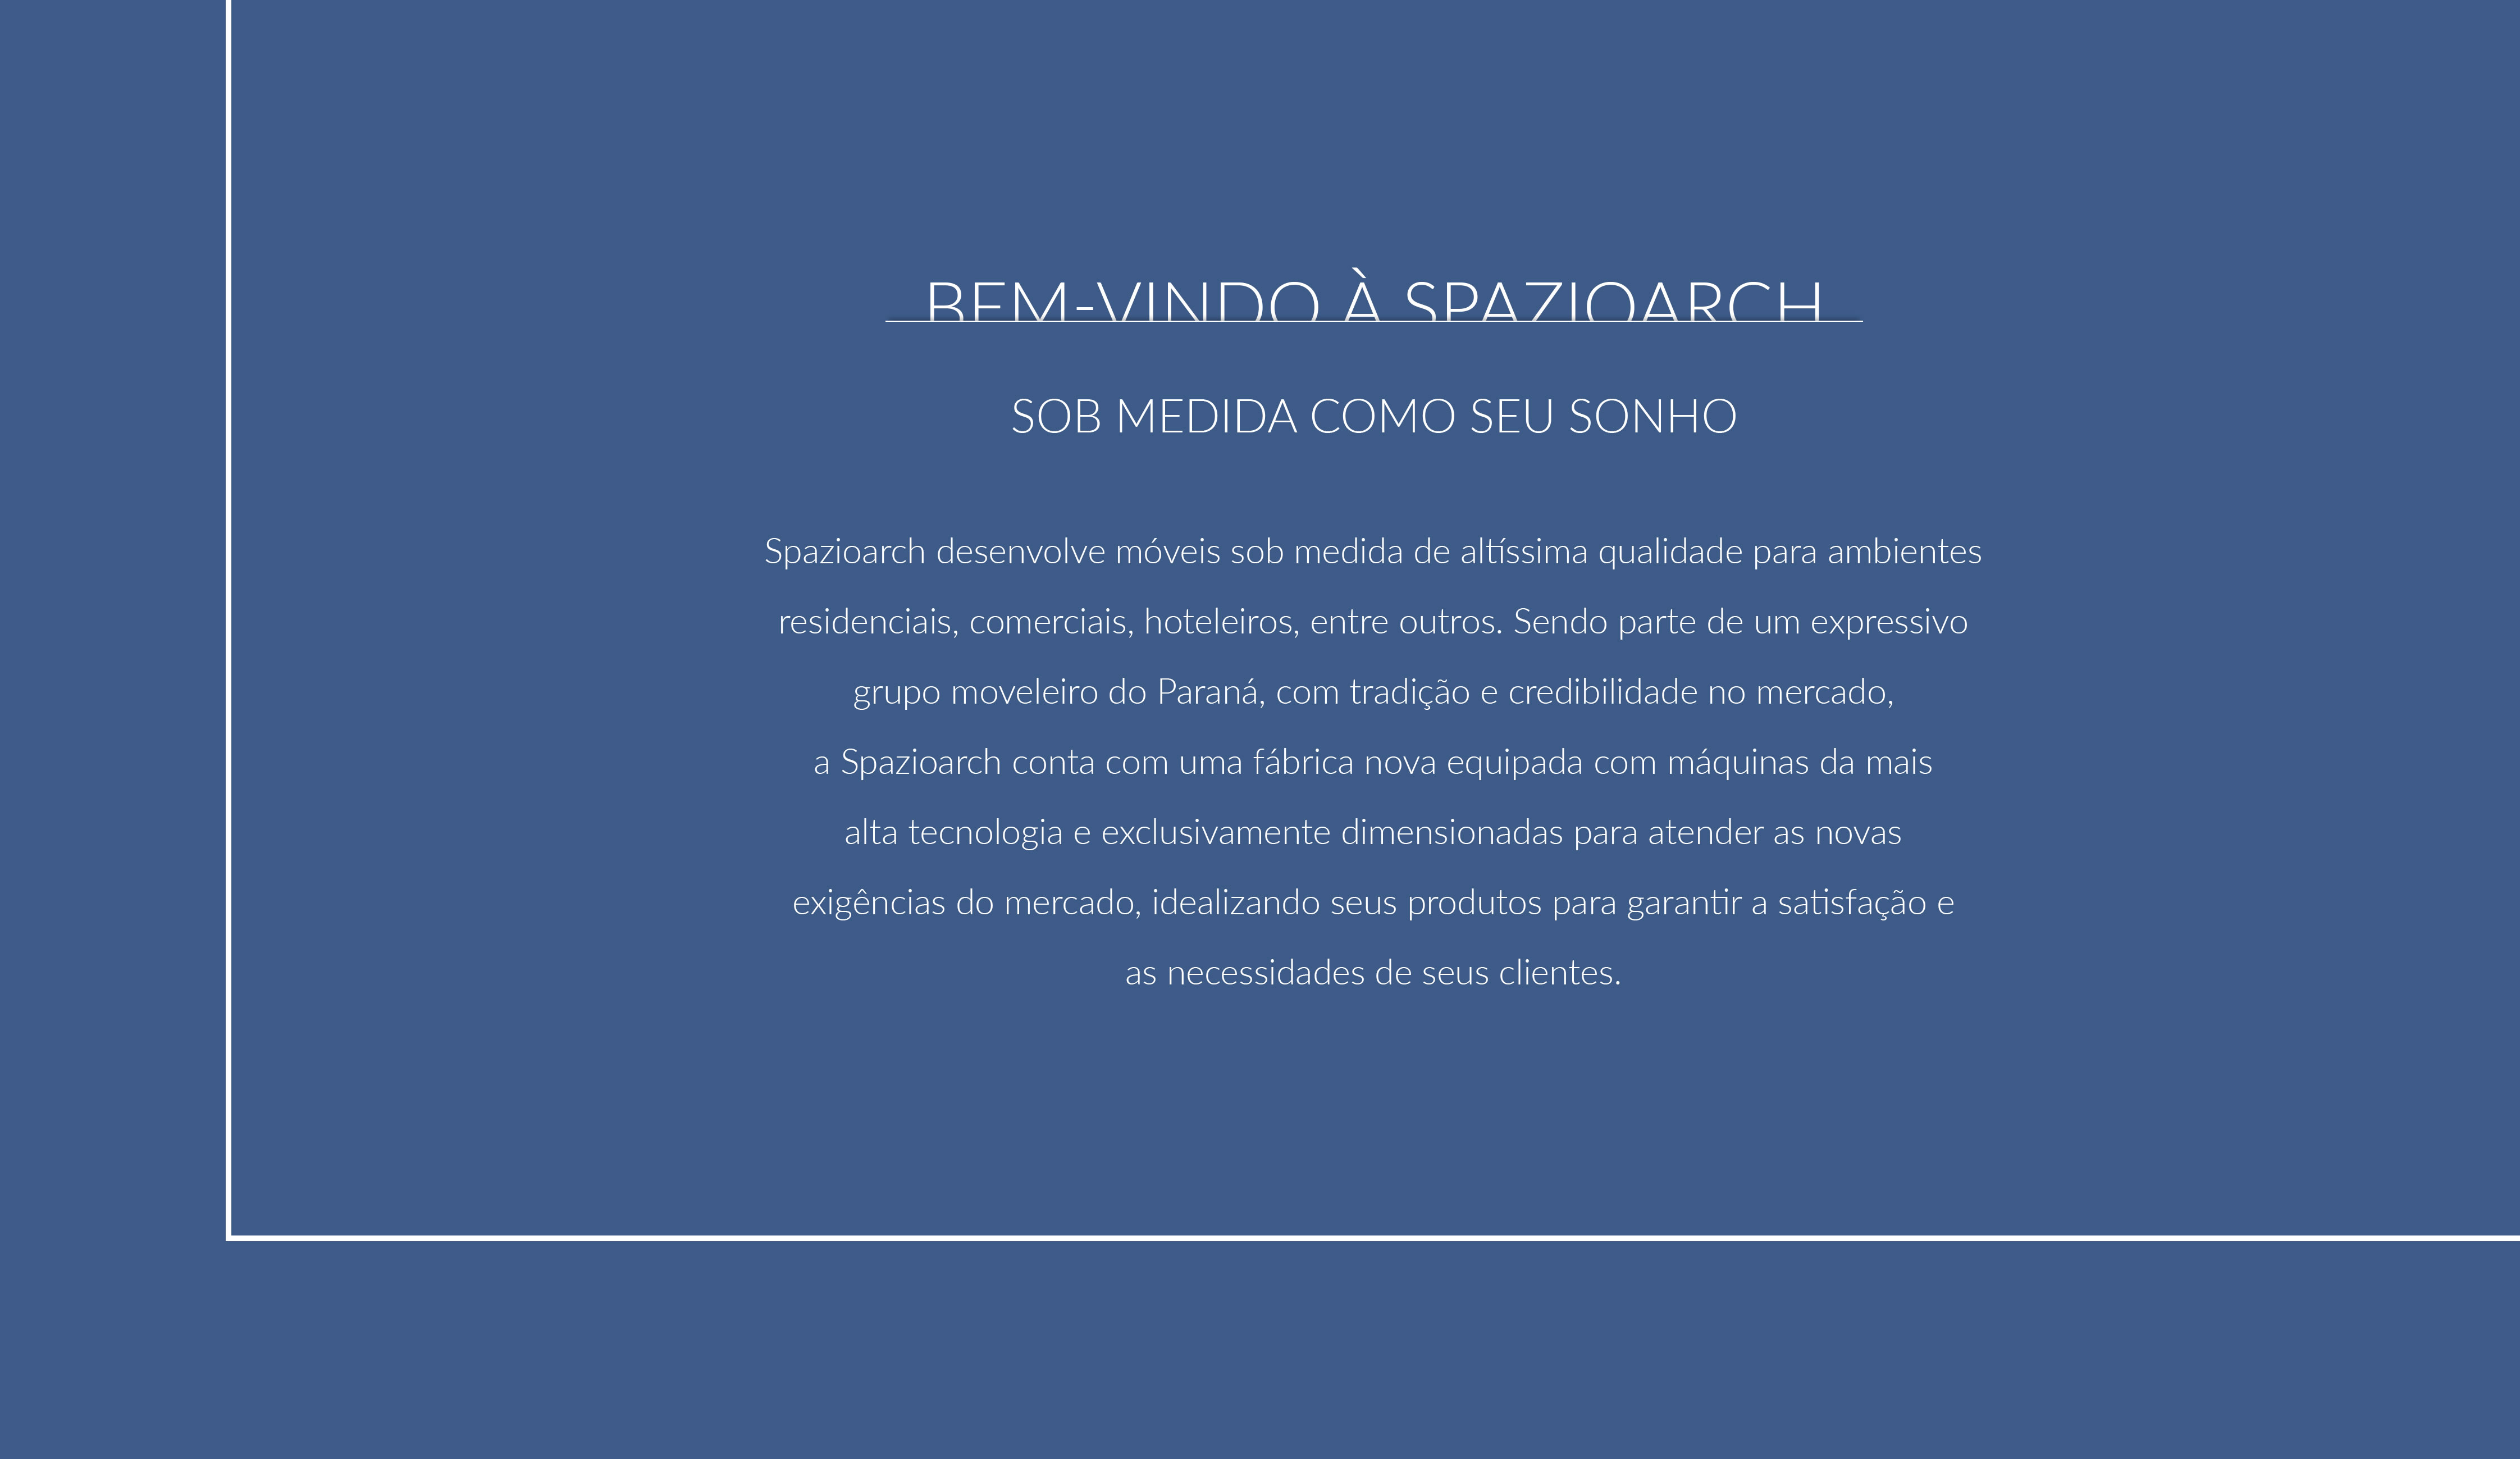 BEM-VINDO À SPAZIOARCH
SOB MEDIDA COMO SEU SONHO
Spazioarch desenvolve móveis sob medida de altíssima qualidade para ambientes
residenciais, comerciais, hoteleiros, entre outros. Sendo parte de um expressivo
grupo moveleiro do Paraná, com tradição e credibilidade no mercado,
a Spazioarch conta com uma fábrica nova equipada com máquinas da mais
alta tecnologia e exclusivamente dimensionadas para atender as novas
exigências do mercado, idealizando seus produtos para garantir a satisfação e
as necessidades de seus clientes.